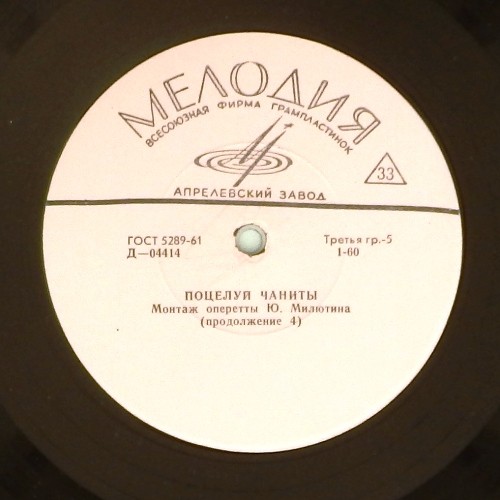 МЕЛОДИЯ
ВСЕСОЮЗНАЯ ФИРМА ГРАМПЛАСТИНОК
33
АПРЕЛЕВСКИЙ ЗАВОД
ГОСТ 5289-61 Третья гр.-5
Д—04414 1-60
ПОЦЕЛУЙ ЧАНИТЫ
Монтаж оперетты Ю. Милютина
(продолжение 4)